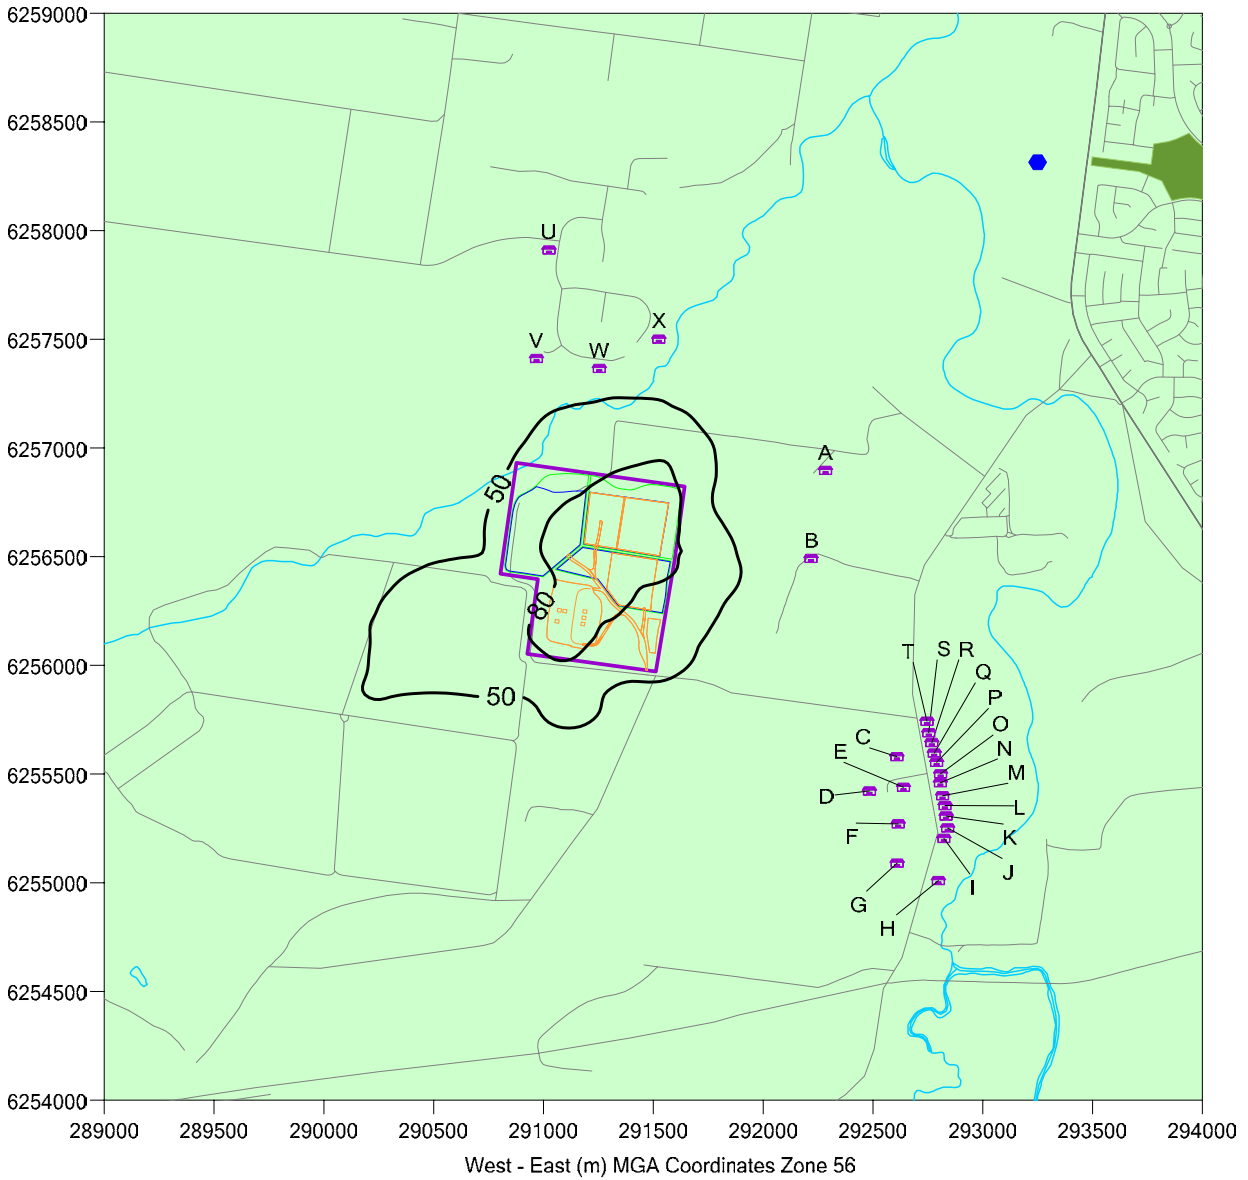 6259000
6258500
6258000
U
X
V
W
6257500
6257000
A
50
B
6256500
80
6256000
T S R
Q
P
50
O
C
N
E
M
6255500
D
L
F
K
J
6255000
I
G
H
6254500
6254000
289000 289500 290000 290500 291000 291500 292000 292500 293000 293500 294000
West - East (m) MGA Coordinates Zone 56